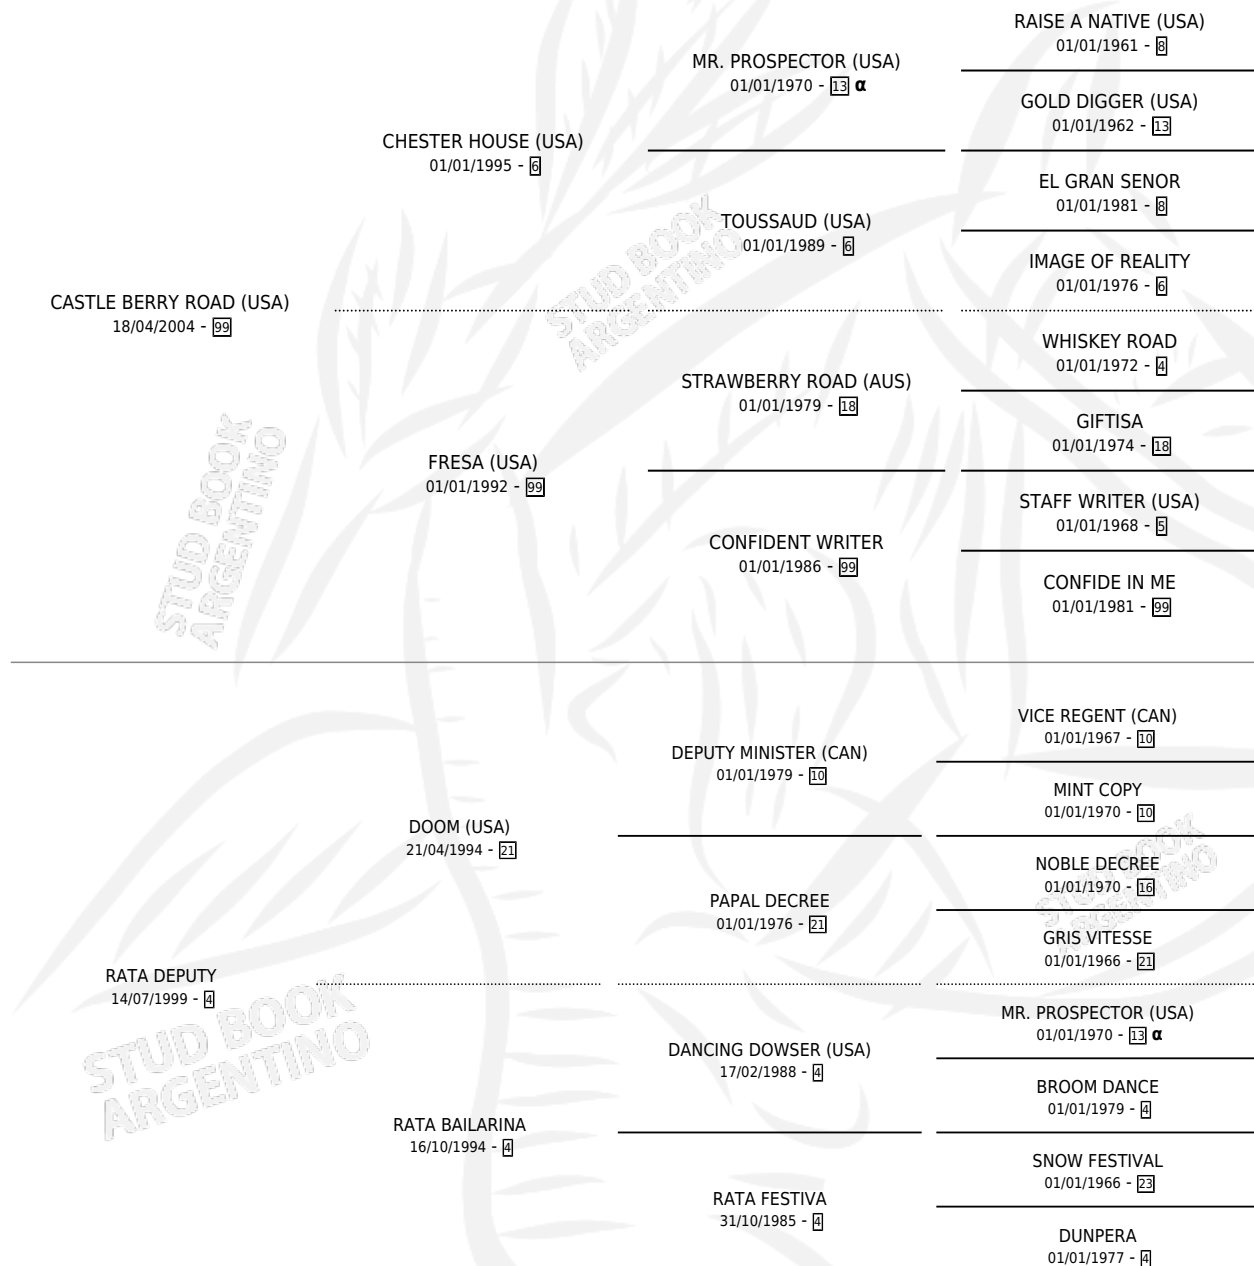 RAISE A NATIVE (USA)
01/01/1961 - 8
MR. PROSPECTOR (USA)
01/01/1970 - 13 α
GOLD DIGGER (USA)
01/01/1962 - 13
CHESTER HOUSE (USA)
01/01/1995 - 6
EL GRAN SENOR
01/01/1981 - 8
TOUSSAUD (USA)
01/01/1989 - 6
IMAGE OF REALITY
01/01/1976 - 6
CASTLE BERRY ROAD (USA)
18/04/2004 - 99
WHISKEY ROAD
01/01/1972 - 4
STRAWBERRY ROAD (AUS)
01/01/1979 - 18
GIFTISA
01/01/1974 - 18
FRESA (USA)
01/01/1992 - 99
STAFF WRITER (USA)
01/01/1968 - 5
CONFIDENT WRITER
01/01/1986 - 99
CONFIDE IN ME
01/01/1981 - 99
VICE REGENT (CAN)
01/01/1967 - 10
DEPUTY MINISTER (CAN)
01/01/1979 - 10
MINT COPY
01/01/1970 - 10
DOOM (USA)
21/04/1994 - 21
NOBLE DECREE
01/01/1970 - 16
PAPAL DECREE
01/01/1976 - 21
GRIS VITESSE
01/01/1966 - 21
RATA DEPUTY
14/07/1999 - 4
MR. PROSPECTOR (USA)
01/01/1970 - 13 α
DANCING DOWSER (USA)
17/02/1988 - 4
BROOM DANCE
01/01/1979 - 4
RATA BAILARINA
16/10/1994 - 4
SNOW FESTIVAL
01/01/1966 - 23
RATA FESTIVA
31/10/1985 - 4
DUNPERA
01/01/1977 - 4
STUD BOOK
ARGENTINO
STUD BOOK
ARGENTINO
STUD BOOK
ARGENTINO
STUD BOOK
ARGENTINO